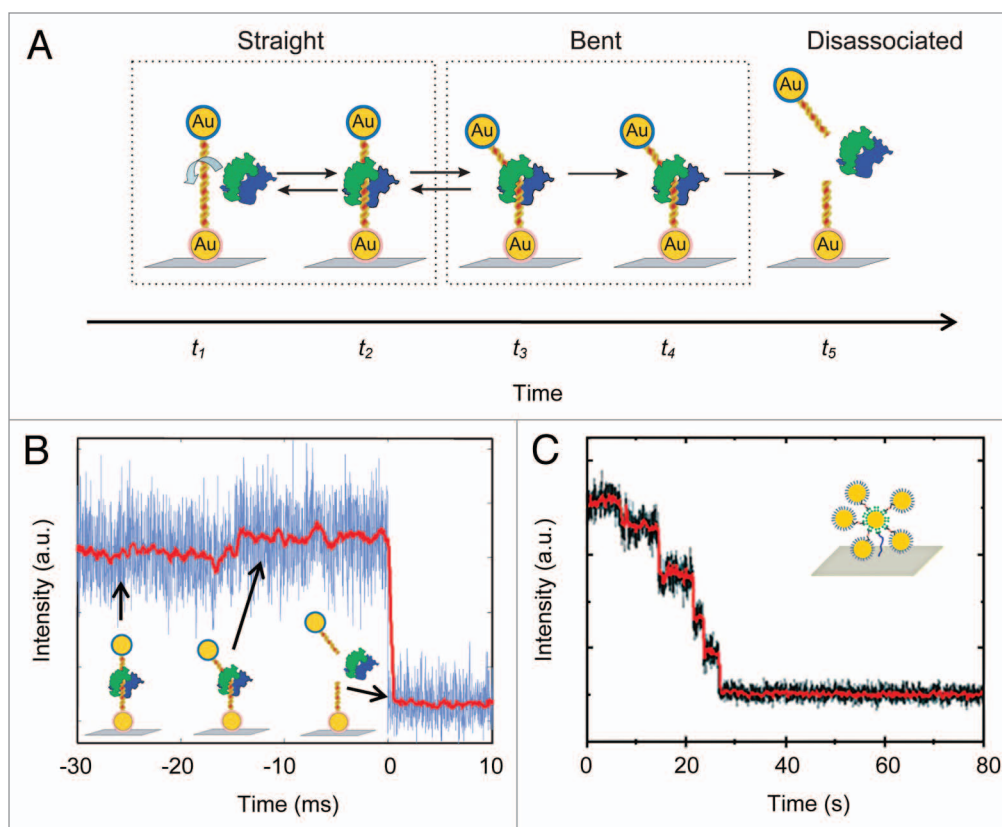 A
Straight
Bent
Disassociated
Au
Au
Au
Au
Au
Au
Au
Au
Au
t1
t2
t3
t4
t5
Time
B
Intensity (a.u.)
-30
-20
-10
0
10
Time (ms)
C
Intensity (a.u.)
0
20
40
60
80
Time (s)